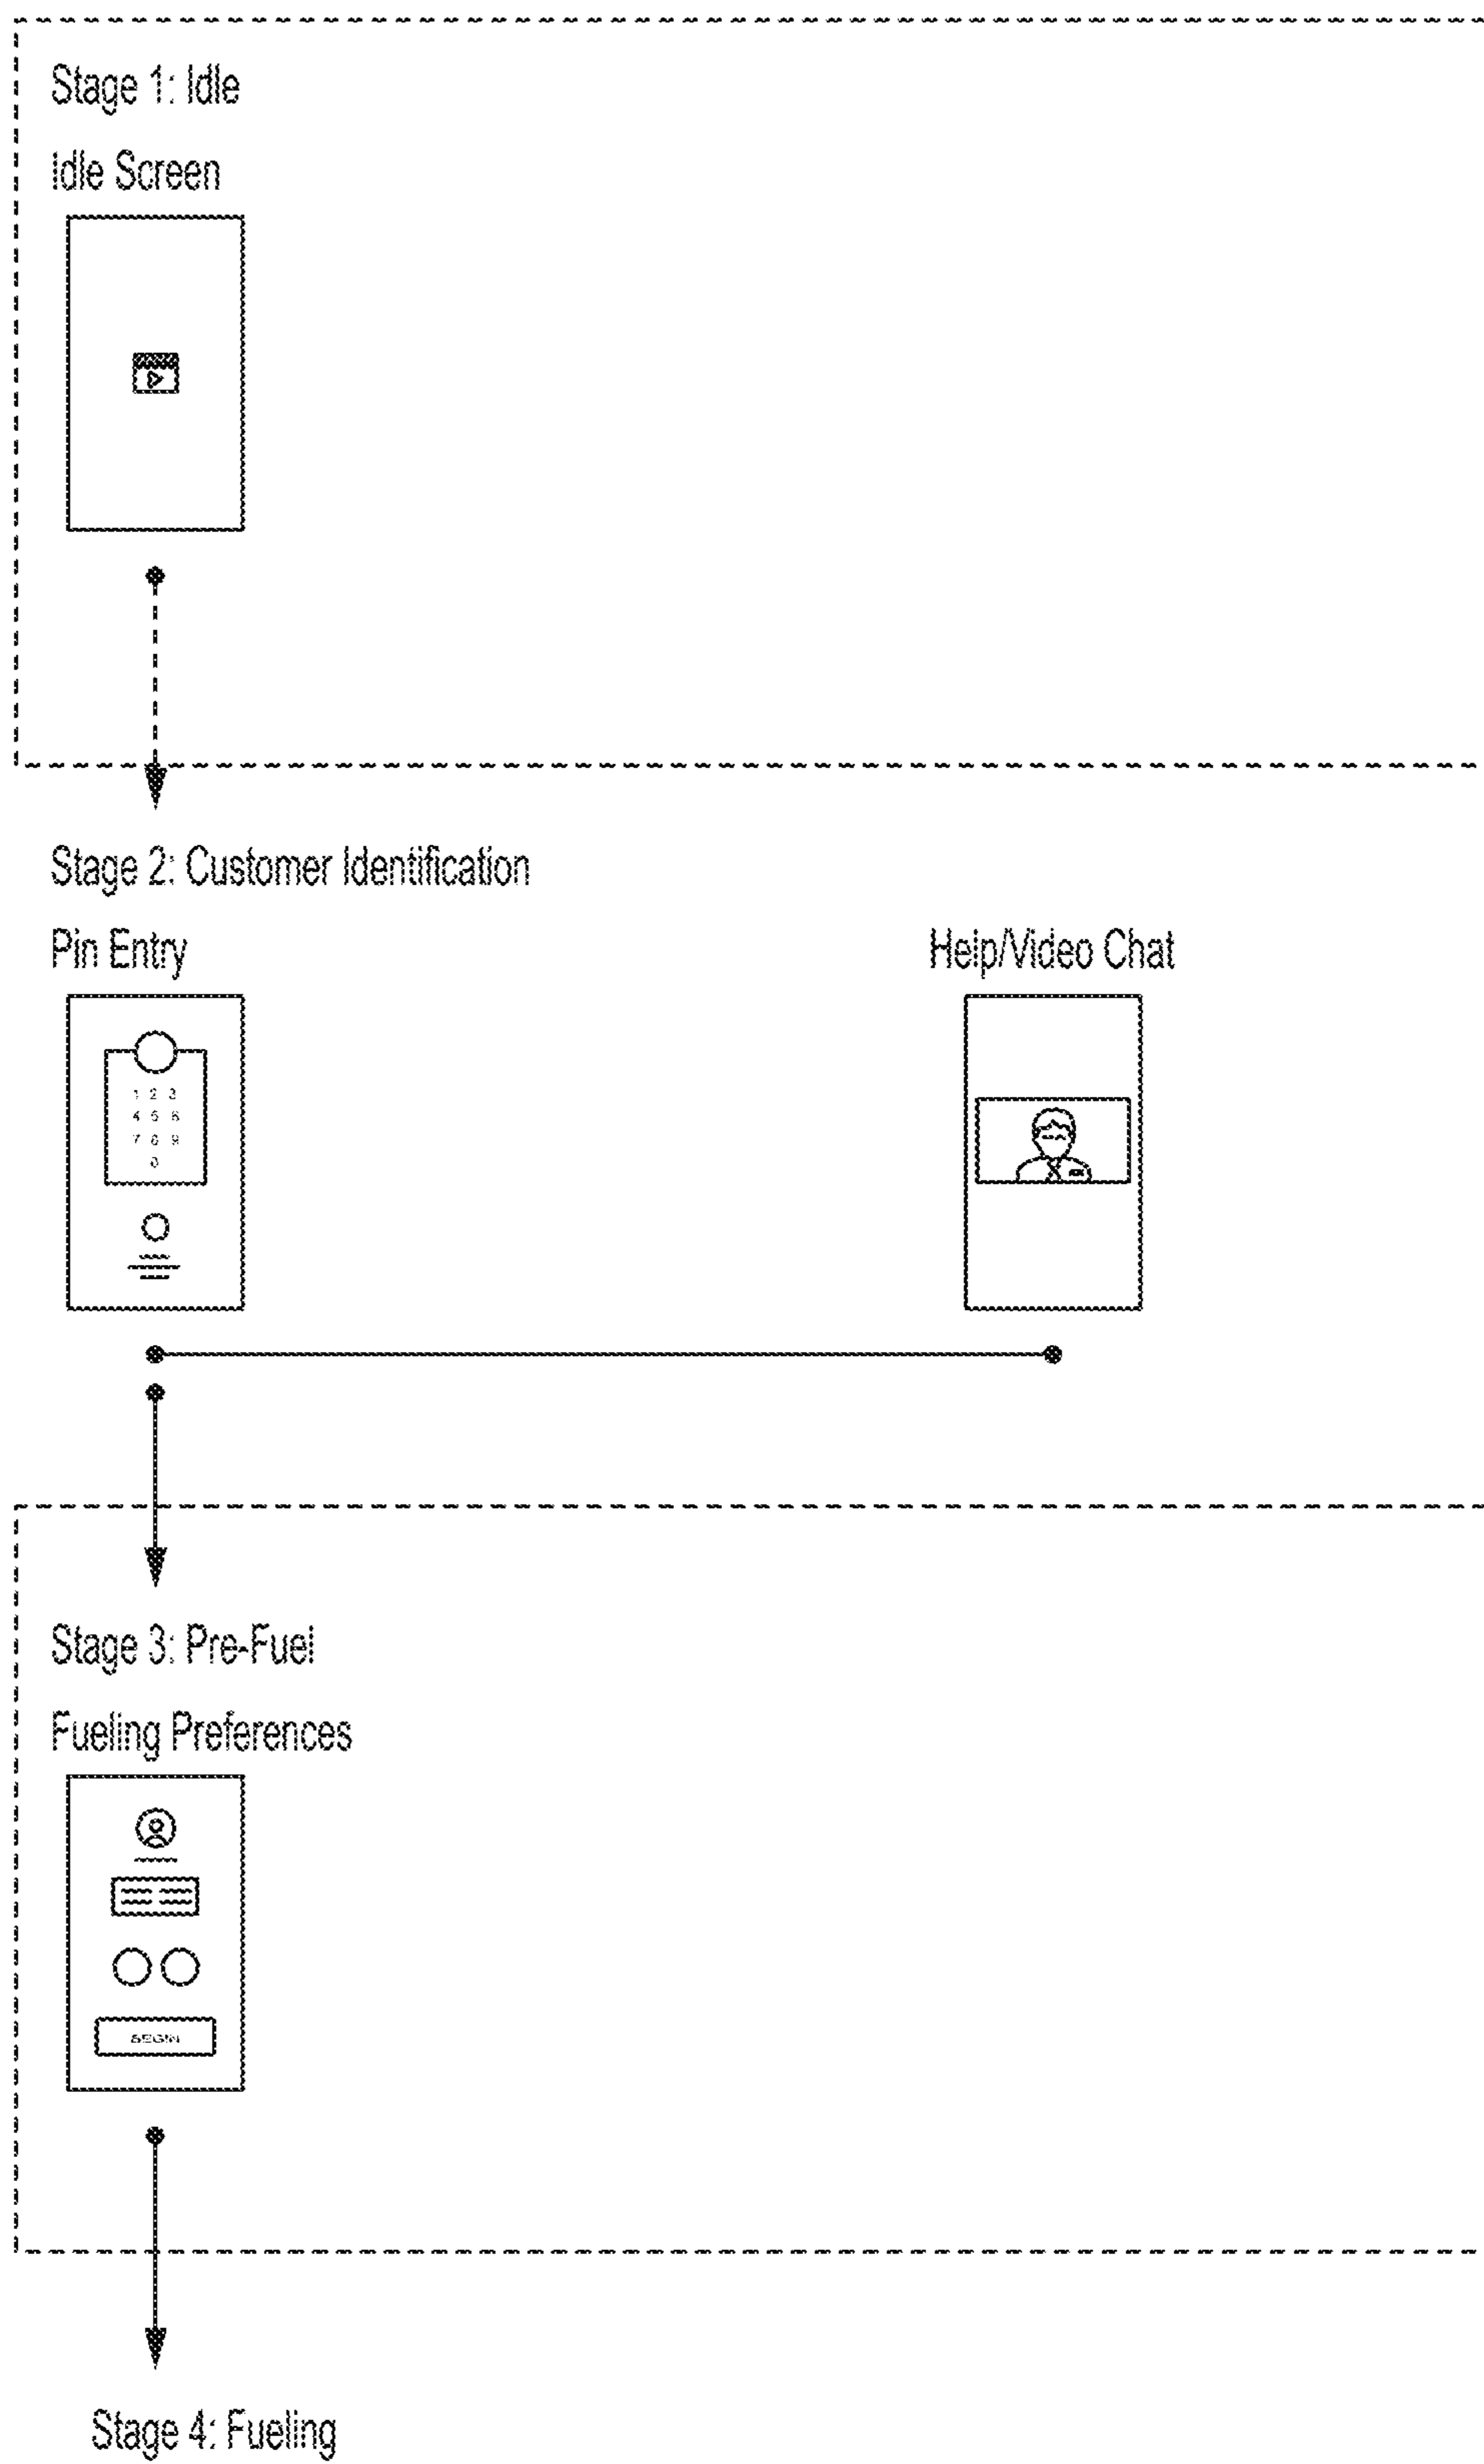 Stage 1: Idle
Idle Screen
Stage 2: Customer Identification
Pin Entry
Help/Video Chat
1 2 3
4 5 6
7 8 9
0
Stage 3: Pre-Fuel
Fueling Preferences
BEGIN
Stage 4: Fueling